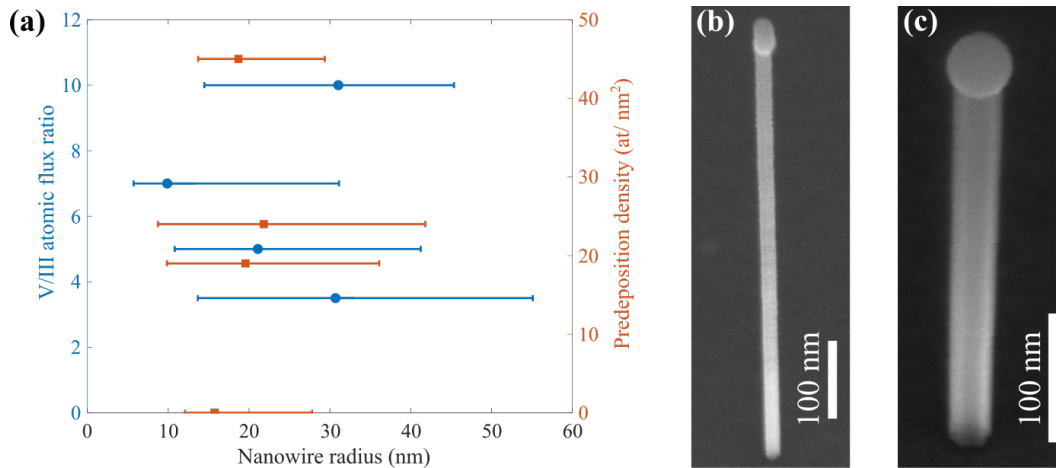 (a)
12
10
8
6
4
2
0
V/III atomic flux ratio
50
40
30
20
10
0
Predeposition density (at/ nm²)
0 10 20 30 40 50 60
Nanowire radius (nm)
(b)
100 nm
(c)
100 nm